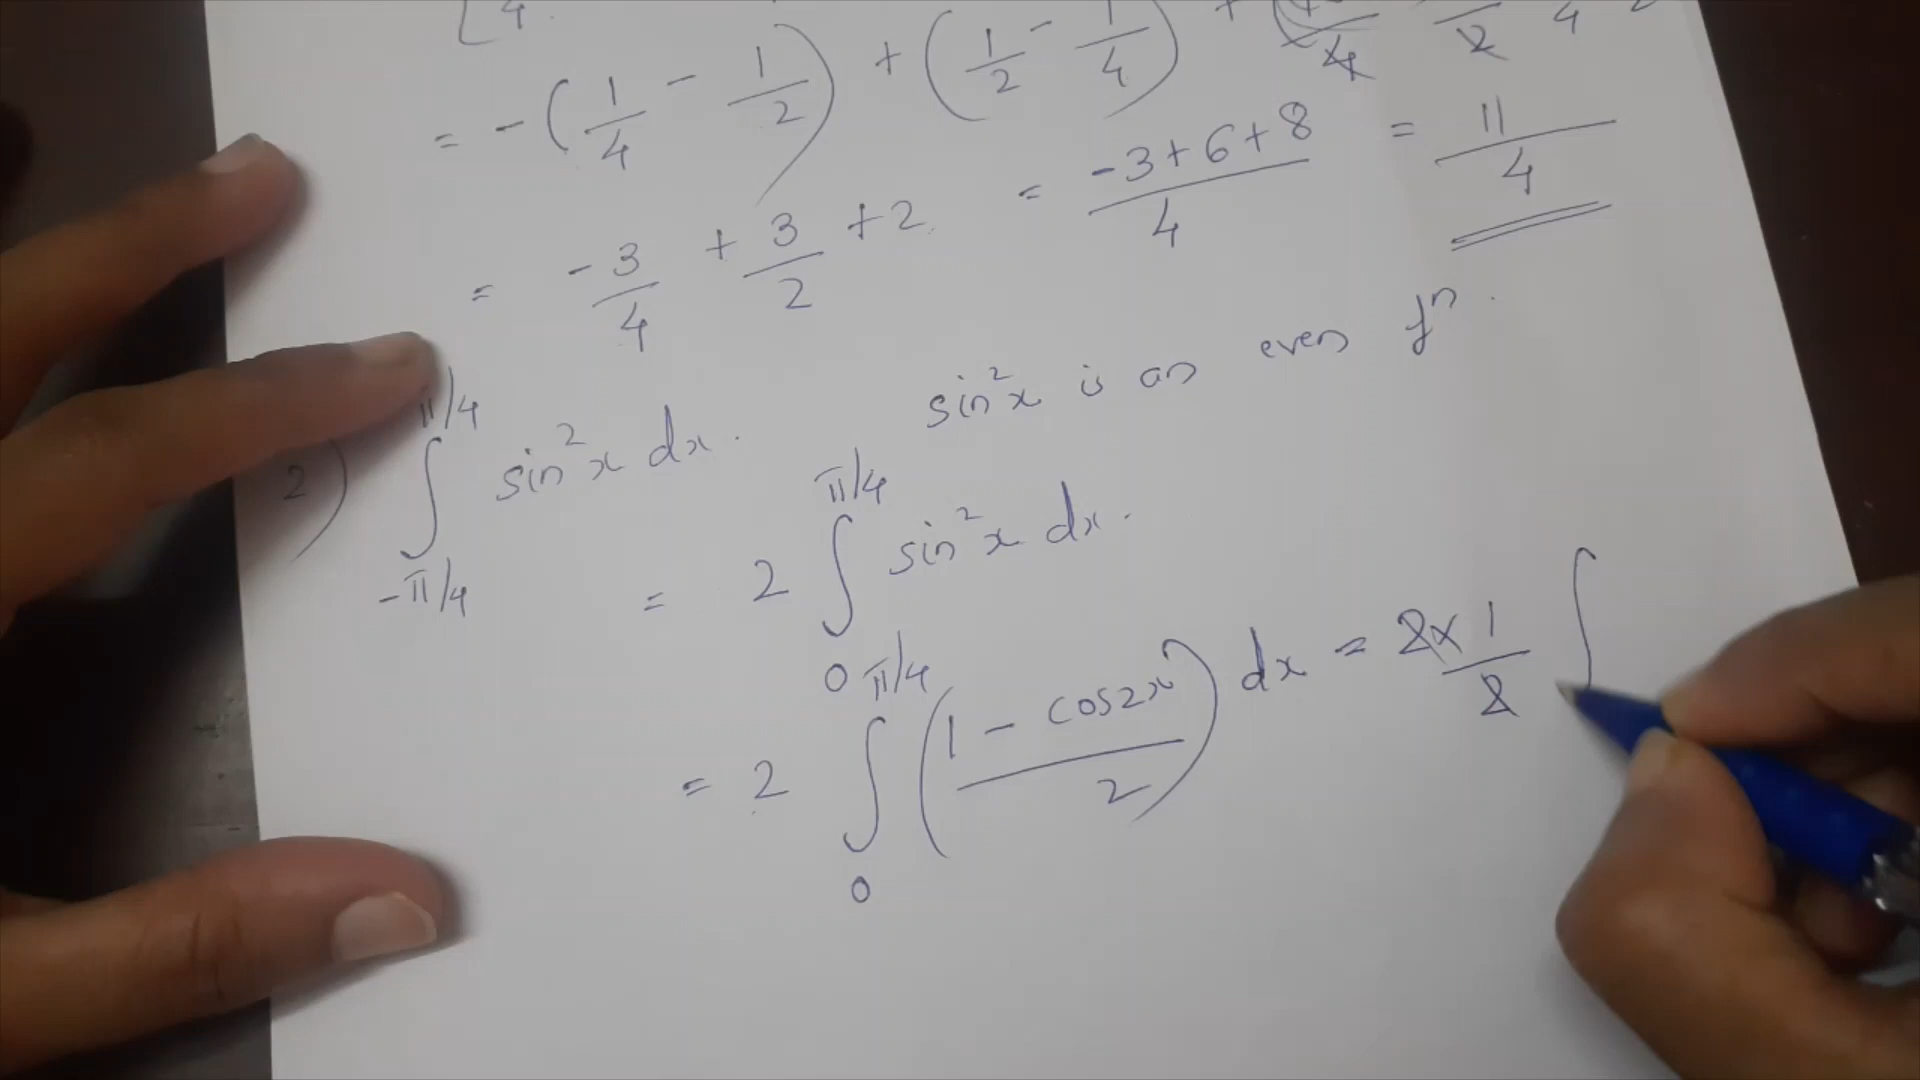 = - (1/4 - 1/2) + (1/2 - 1/4) +
= -3/4 + 3/2 + 2 = (-3+6+8)/4 = 11/4
2) ∫_{-π/4}^{π/4} sin²x dx. sin²x is an even fⁿ.
= 2 ∫_0^{π/4} sin²x dx.
= 2 ∫_0^{π/4} ((1 - cos2x)/2) dx = 2 × 1/2 ∫